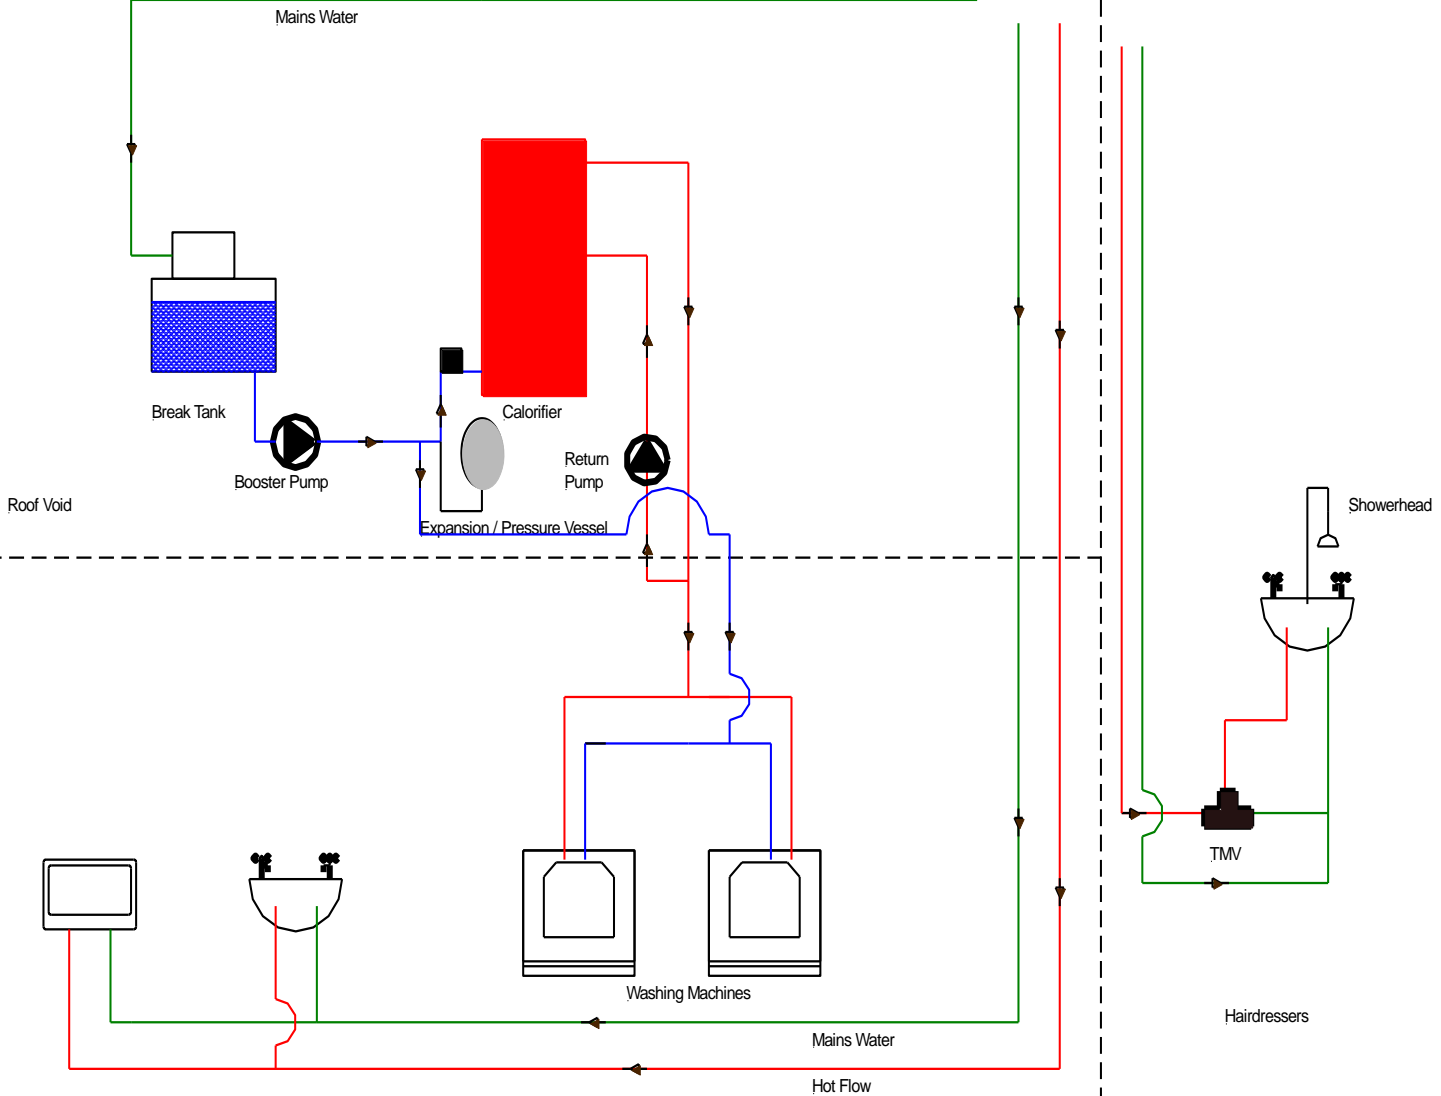 Mains Water
Break Tank
Calorifier
Booster Pump
Return
Pump
Roof Void
Expansion / Pressure Vessel
Showerhead
TMV
Washing Machines
Hairdressers
Mains Water
Hot Flow